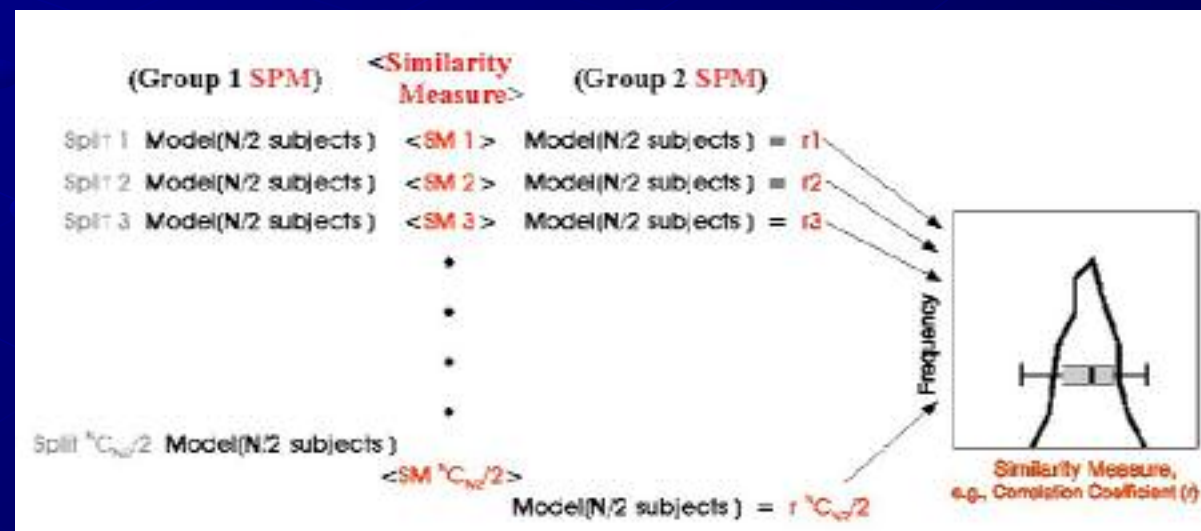 (Group 1 SPM) <Similarity Measure> (Group 2 SPM)
Split 1 Model(N/2 subjects) <SM 1> Model(N/2 subjects) = r1
Split 2 Model(N/2 subjects) <SM 2> Model(N/2 subjects) = r2
Split 3 Model(N/2 subjects) <SM 3> Model(N/2 subjects) = r3
Split ᴺC_N/2/2 Model(N/2 subjects)
<SM ᴺC_N/2/2>
Model(N/2 subjects) = r ᴺC_N/2/2
Frequency
Similarity Measure,
e.g., Correlation Coefficient (r)